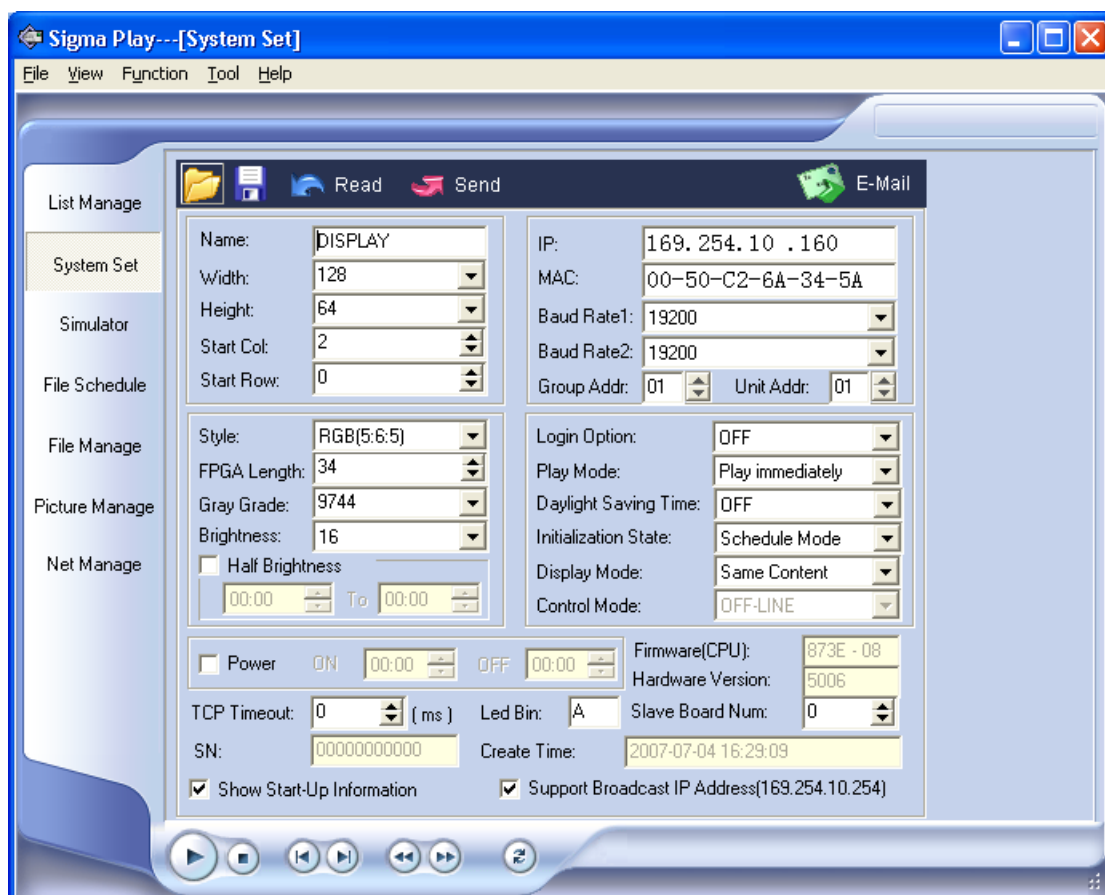 Sigma Play---[System Set]
File View Function Tool Help
List Manage
System Set
Simulator
File Schedule
File Manage
Picture Manage
Net Manage
Read Send E-Mail
Name: DISPLAY
Width: 128
Height: 64
Start Col: 2
Start Row: 0
IP: 169.254.10 .160
MAC: 00-50-C2-6A-34-5A
Baud Rate1: 19200
Baud Rate2: 19200
Group Addr: 01 Unit Addr: 01
Style: RGB(5:6:5)
FPGA Length: 34
Gray Grade: 9744
Brightness: 16
Half Brightness
00:00 To 00:00
Login Option: OFF
Play Mode: Play immediately
Daylight Saving Time: OFF
Initialization State: Schedule Mode
Display Mode: Same Content
Control Mode: OFF-LINE
Power ON 00:00 OFF 00:00
Firmware(CPU): 873E - 08
Hardware Version: 5006
TCP Timeout: 0 ( ms ) Led Bin: A Slave Board Num: 0
SN: 00000000000 Create Time: 2007-07-04 16:29:09
Show Start-Up Information Support Broadcast IP Address(169.254.10.254)